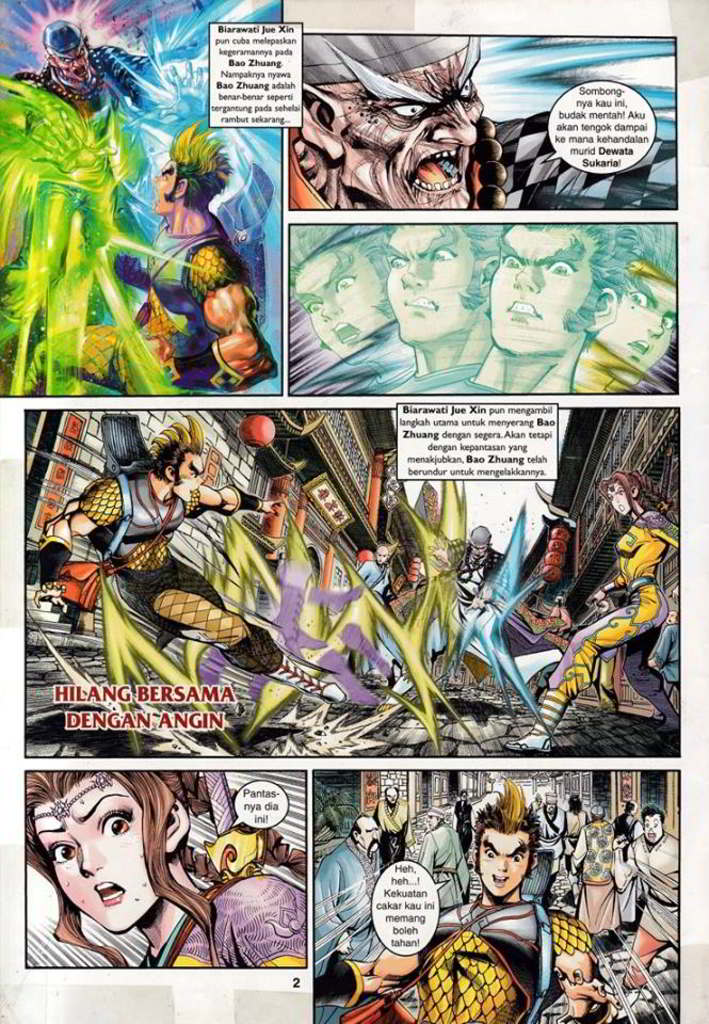 Biarawati Jue Xin
pun cuba melepaskan
kegeramannya pada
Bao Zhuang.
Nampaknya nyawa
Bao Zhuang adalah
benar-benar seperti
tergantung pada sehelai
rambut sekarang...
Sombong-
nya kau ini,
budak mentah! Aku
akan tengok dampai
ke mana kehandalan
murid Dewata
Sukaria!
Biarawati Jue Xin pun mengambil
langkah utama untuk menyerang Bao
Zhuang dengan segera. Akan tetapi
dengan kepantasan yang
menakjubkan, Bao Zhuang telah
berundur untuk mengelakkannya.
HILANG BERSAMA
DENGAN ANGIN
Pantas-
nya dia
ini!
Heh,
heh...!
Kekuatan
cakar kau ini
memang
boleh
tahan!
2